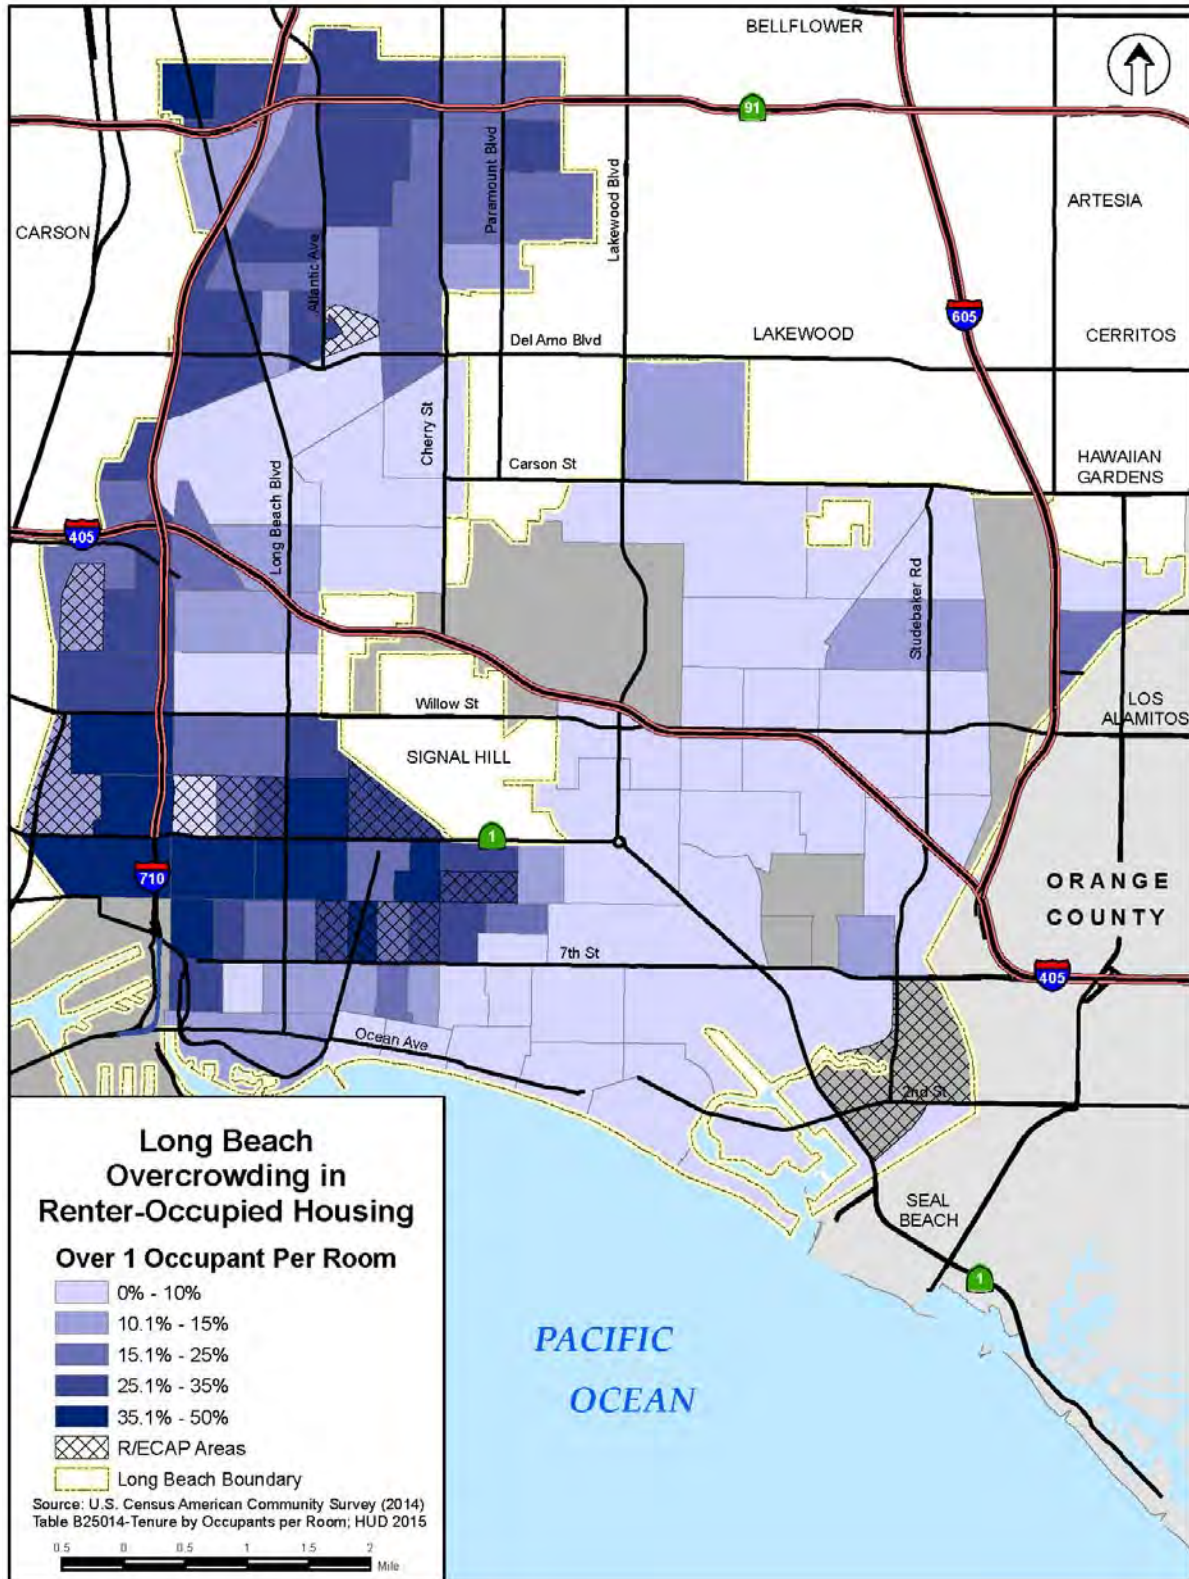 BELLFLOWER
91
Paramount Blvd
Lakewood Blvd
ARTESIA
CARSON
Atlantic Ave
605
Del Amo Blvd
LAKEWOOD
CERRITOS
Cherry St
Carson St
HAWAIIAN
GARDENS
Long Beach Blvd
405
Studebaker Rd
Willow St
LOS
ALAMITOS
SIGNAL HILL
1
710
ORANGE
COUNTY
7th St
405
Ocean Ave
2nd St
SEAL
BEACH
1
PACIFIC
OCEAN
Long Beach
Overcrowding in
Renter-Occupied Housing
Over 1 Occupant Per Room
0% - 10%
10.1% - 15%
15.1% - 25%
25.1% - 35%
35.1% - 50%
R/ECAP Areas
Long Beach Boundary
Source: U.S. Census American Community Survey (2014)
Table B25014-Tenure by Occupants per Room; HUD 2015
0.5 0 0.5 1 1.5 2
Mile